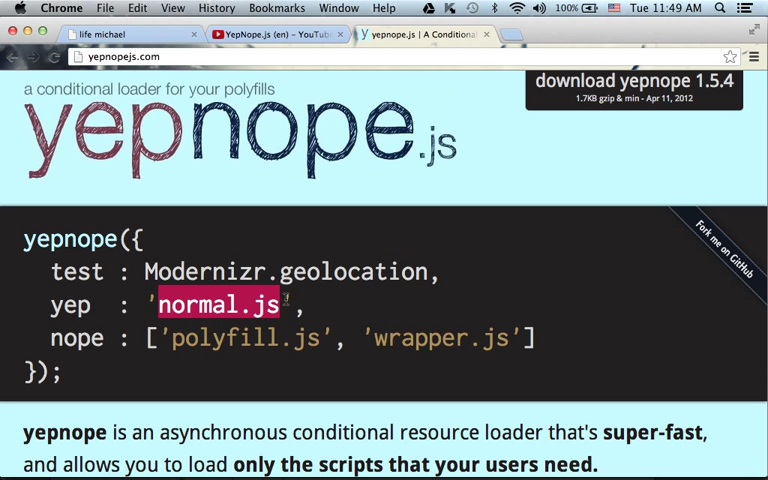 Chrome File Edit View History Bookmarks Window Help 100% Tue 11:49 AM
life michael × YepNope.js (en) – YouTub × yepnope.js | A Conditional ×
yepnopejs.com
a conditional loader for your polyfills
yepnope.js
download yepnope 1.5.4
1.7KB gzip & min - Apr 11, 2012
Fork me on GitHub
yepnope({
test : Modernizr.geolocation,
yep : 'normal.js',
nope : ['polyfill.js', 'wrapper.js']
});
yepnope is an asynchronous conditional resource loader that's super-fast,
and allows you to load only the scripts that your users need.